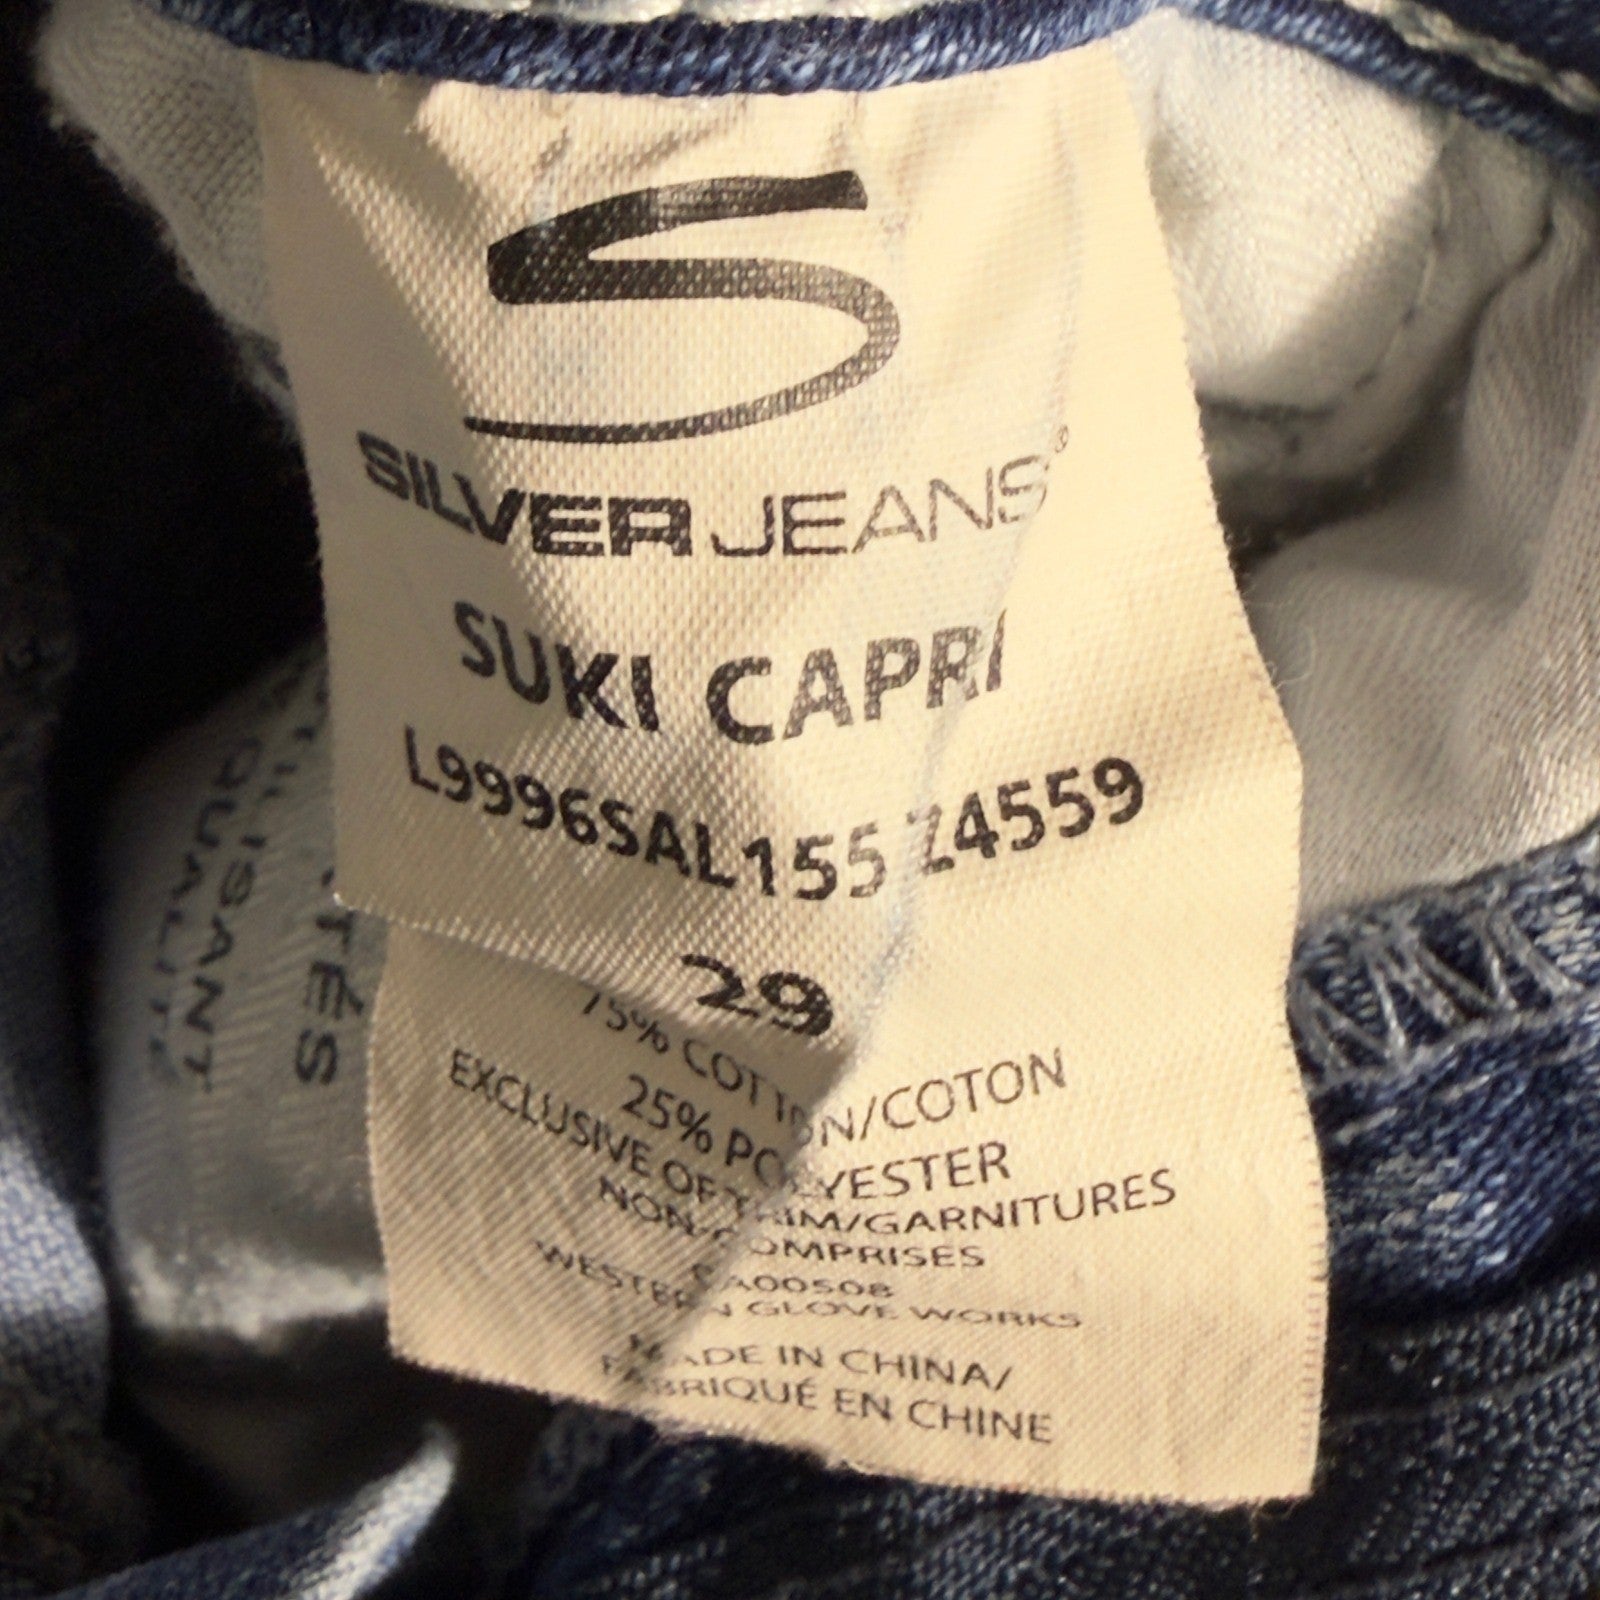 S
SILVER JEANS®
SUKI CAPRI
L9996SAL155 Z4559
29
75% COTTON/COTON
25% POLYESTER
EXCLUSIVE OF TRIM/GARNITURES
NON-COMPRISES
CA00508
WESTERN GLOVE WORKS
MADE IN CHINA/
FABRIQUÉ EN CHINE
QUALIT